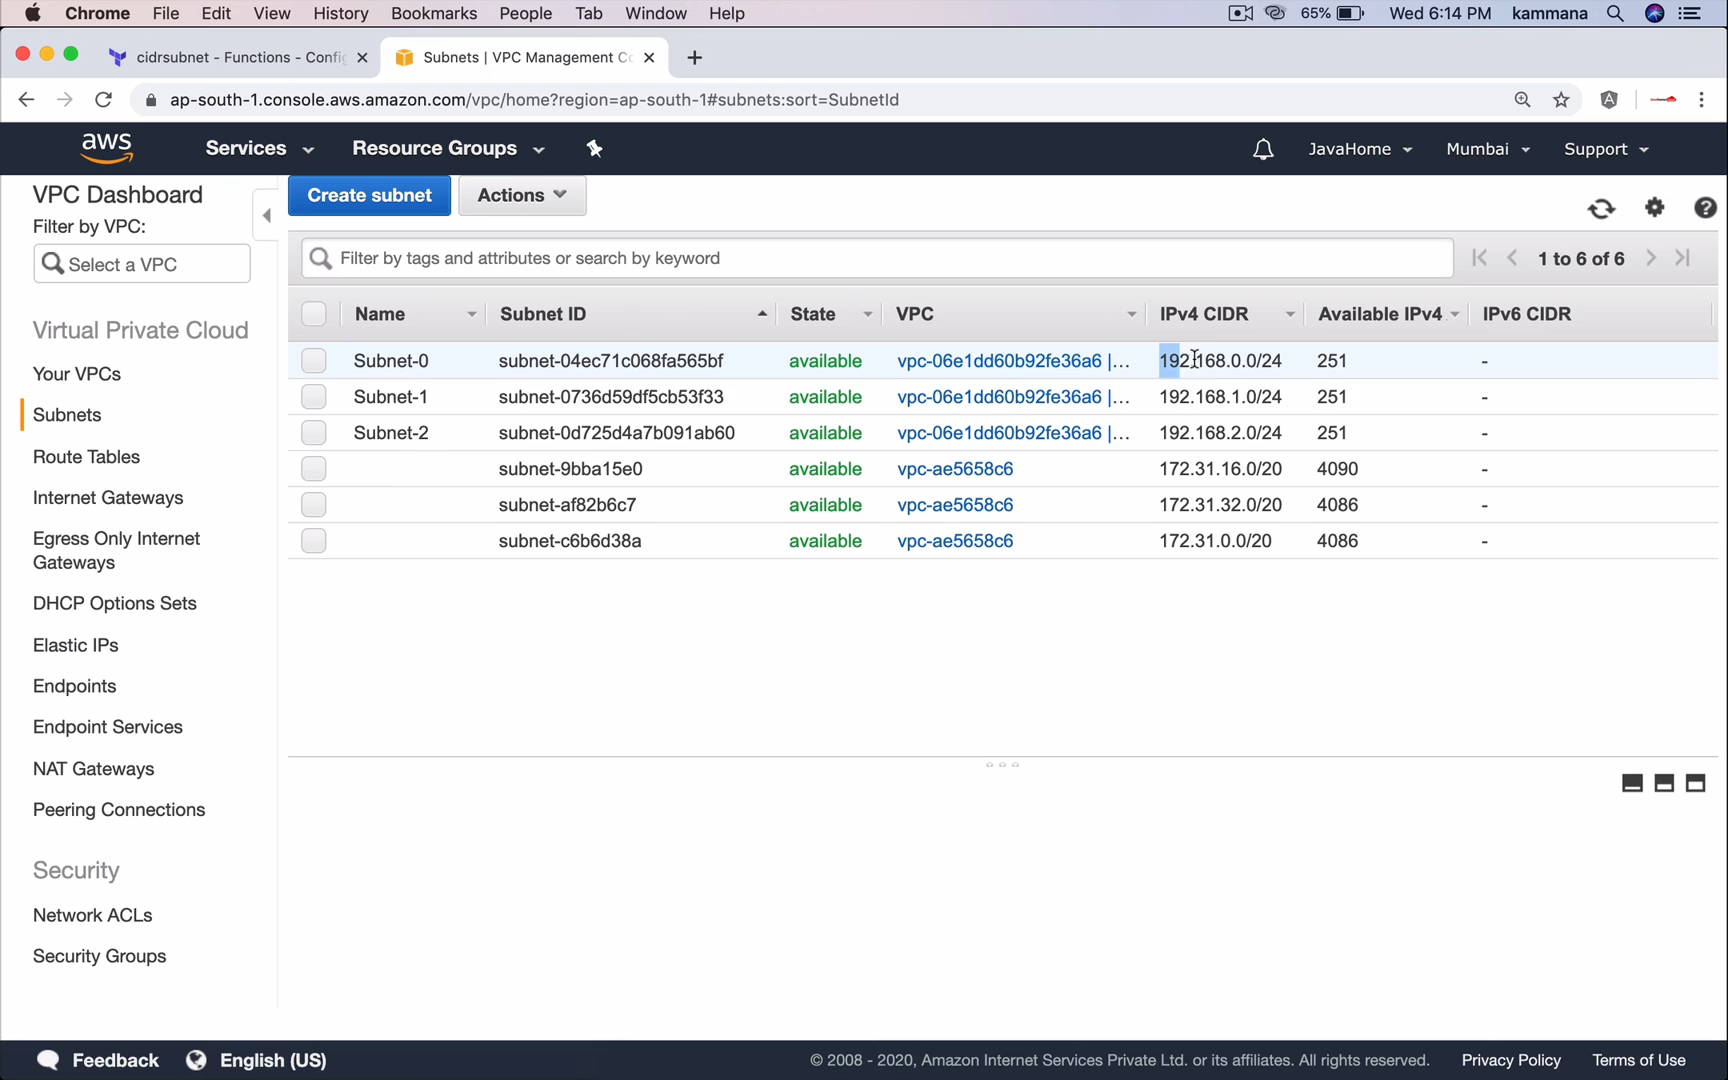 Chrome File Edit View History Bookmarks People Tab Window Help 65% Wed 6:14 PM kammana
cidrsubnet - Functions - Config
Subnets | VPC Management Co
ap-south-1.console.aws.amazon.com/vpc/home?region=ap-south-1#subnets:sort=SubnetId
aws Services Resource Groups JavaHome Mumbai Support
VPC Dashboard
Filter by VPC:
Select a VPC
Virtual Private Cloud
Your VPCs
Subnets
Route Tables
Internet Gateways
Egress Only Internet
Gateways
DHCP Options Sets
Elastic IPs
Endpoints
Endpoint Services
NAT Gateways
Peering Connections
Security
Network ACLs
Security Groups
Create subnet Actions
Filter by tags and attributes or search by keyword 1 to 6 of 6
Name Subnet ID State VPC IPv4 CIDR Available IPv4 IPv6 CIDR
Subnet-0 subnet-04ec71c068fa565bf available vpc-06e1dd60b92fe36a6 |... 192.168.0.0/24 251 -
Subnet-1 subnet-0736d59df5cb53f33 available vpc-06e1dd60b92fe36a6 |... 192.168.1.0/24 251 -
Subnet-2 subnet-0d725d4a7b091ab60 available vpc-06e1dd60b92fe36a6 |... 192.168.2.0/24 251 -
subnet-9bba15e0 available vpc-ae5658c6 172.31.16.0/20 4090 -
subnet-af82b6c7 available vpc-ae5658c6 172.31.32.0/20 4086 -
subnet-c6b6d38a available vpc-ae5658c6 172.31.0.0/20 4086 -
Feedback English (US) © 2008 - 2020, Amazon Internet Services Private Ltd. or its affiliates. All rights reserved. Privacy Policy Terms of Use